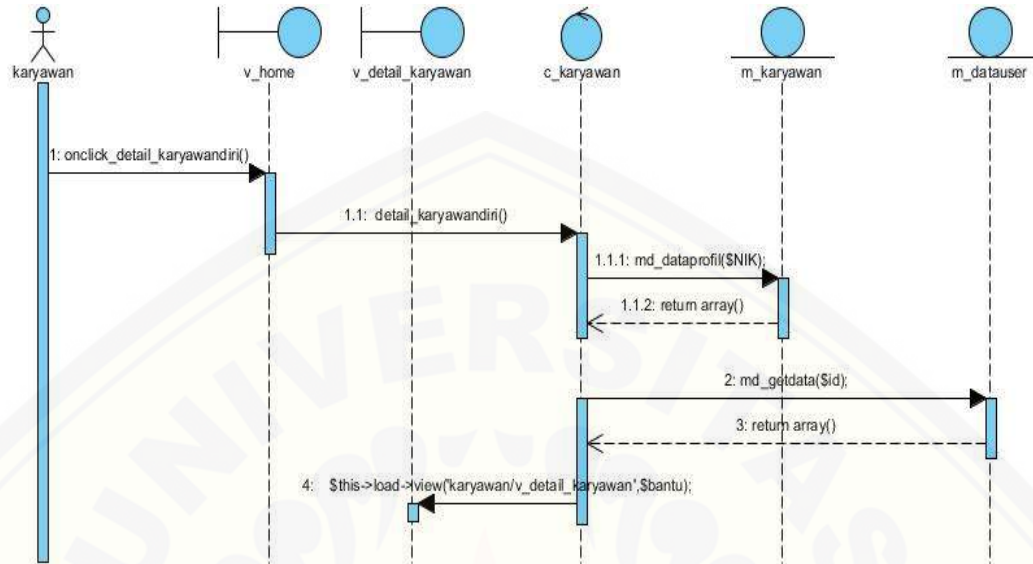 karyawan
v_home
v_detail_karyawan
c_karyawan
m_karyawan
m_datauser
1: onclick_detail_karyawandiri()
1.1: detail_karyawandiri()
1.1.1: md_dataprofil($NIK);
1.1.2: return array()
2: md_getdata($id);
3: return array()
4: $this->load->view('karyawan/v_detail_karyawan',$bantu);
UNIVERSITAS